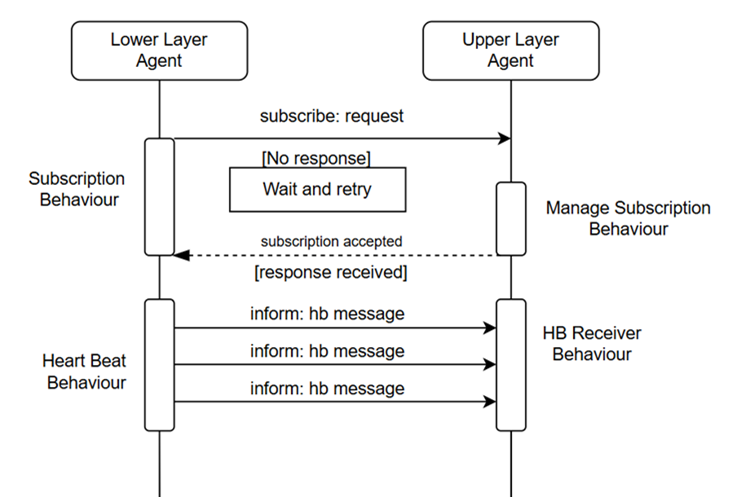 Lower Layer
Agent
Upper Layer
Agent
subscribe: request
[No response]
Wait and retry
Subscription
Behaviour
Manage Subscription
Behaviour
subscription accepted
[response received]
inform: hb message
HB Receiver
Behaviour
inform: hb message
Heart Beat
Behaviour
inform: hb message